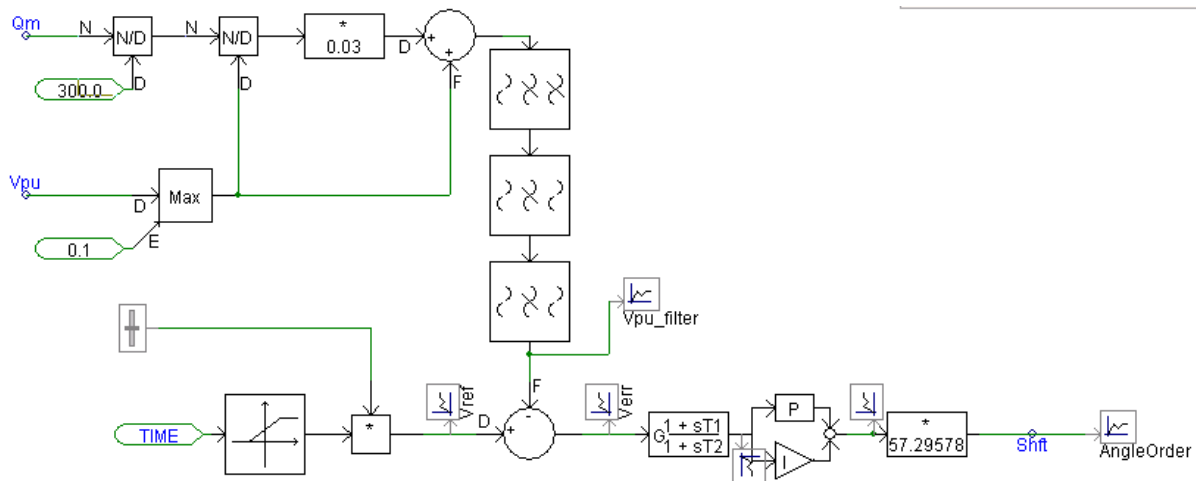 Qm
N
N/D
N
N/D
*
0.03
D
+
+
F
300.0
D
D
Vpu
D
Max
0.1
E
Vpu_filter
TIME
*
Vref
D
+
-
F
Verr
G
1 + sT1
1 + sT2
P
I
*
57.29578
Shft
AngleOrder